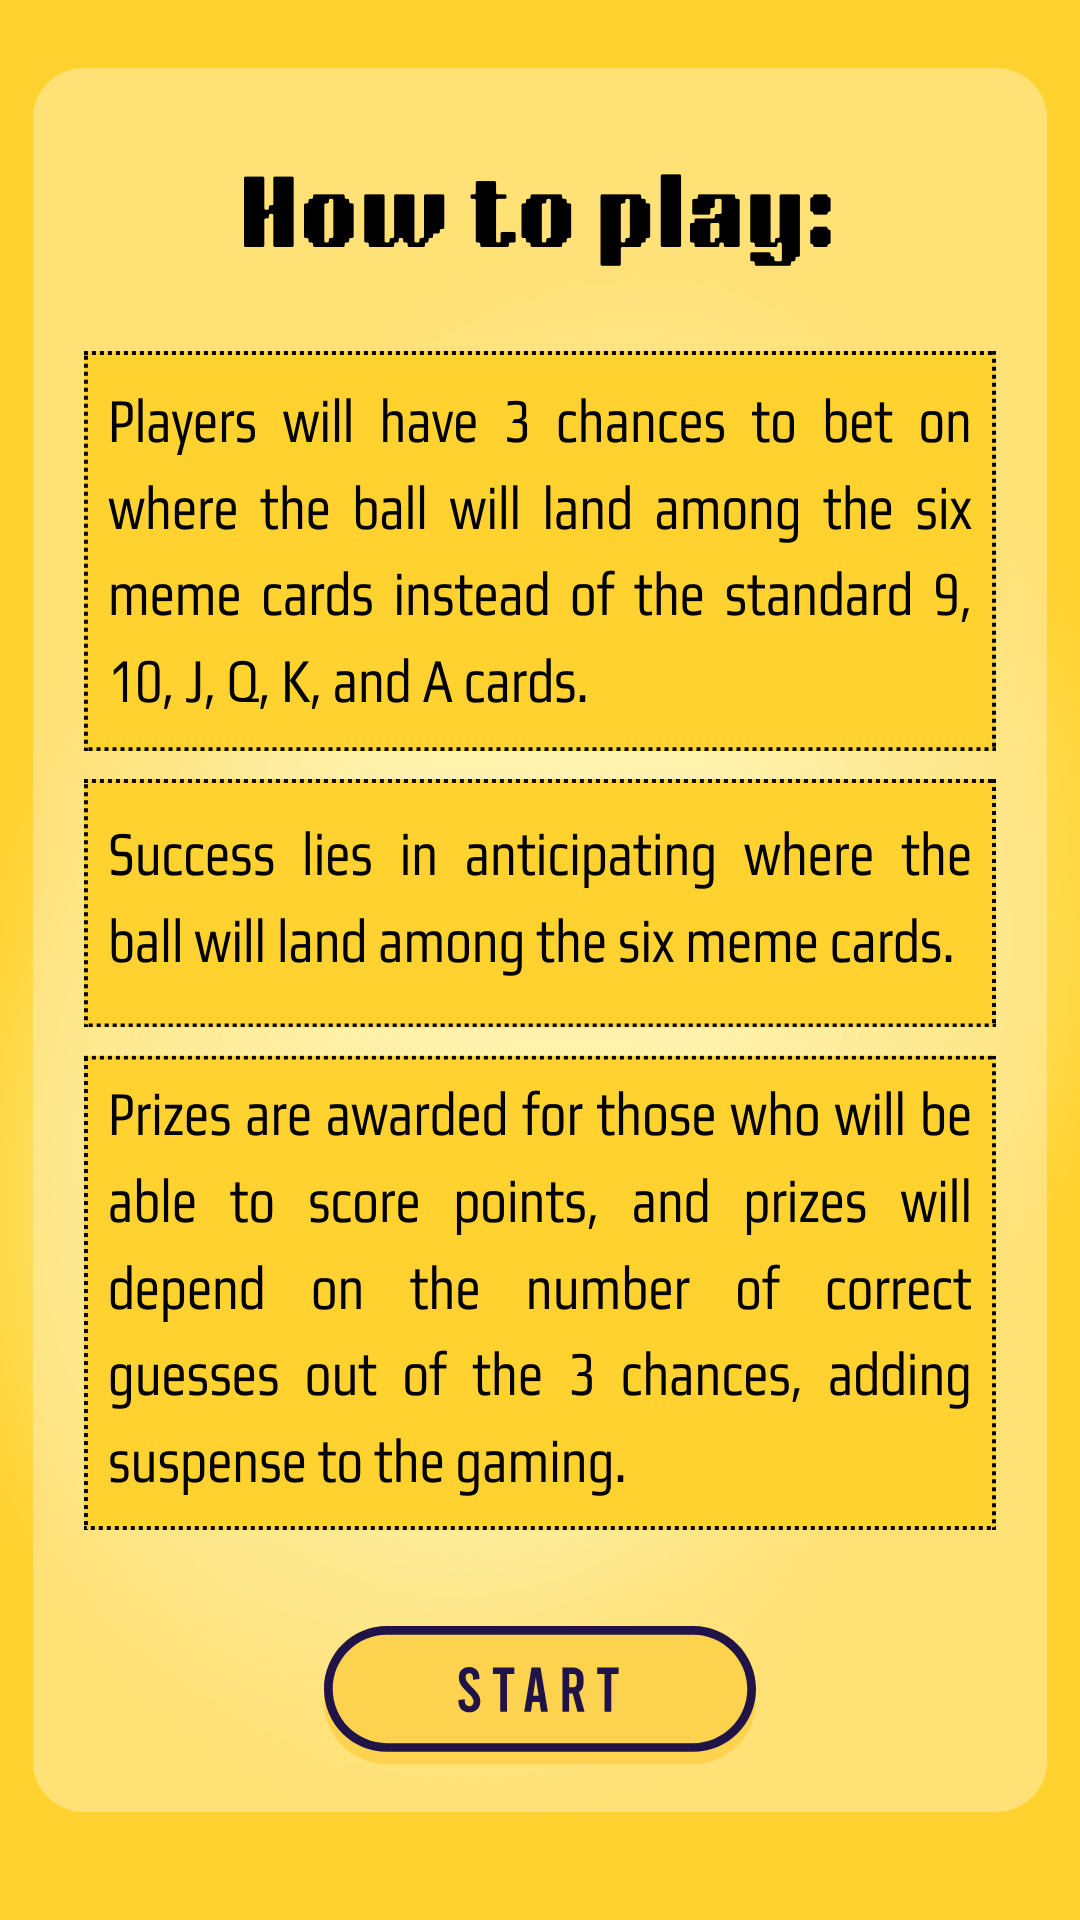 How to play:
Players will have 3 chances to bet on
where the ball will land among the six
meme cards instead of the standard 9,
10, J, Q, K, and A cards.
Success lies in anticipating where the
ball will land among the six meme cards.
Prizes are awarded for those who will be
able to score points, and prizes will
depend on the number of correct
guesses out of the 3 chances, adding
suspense to the gaming.
START